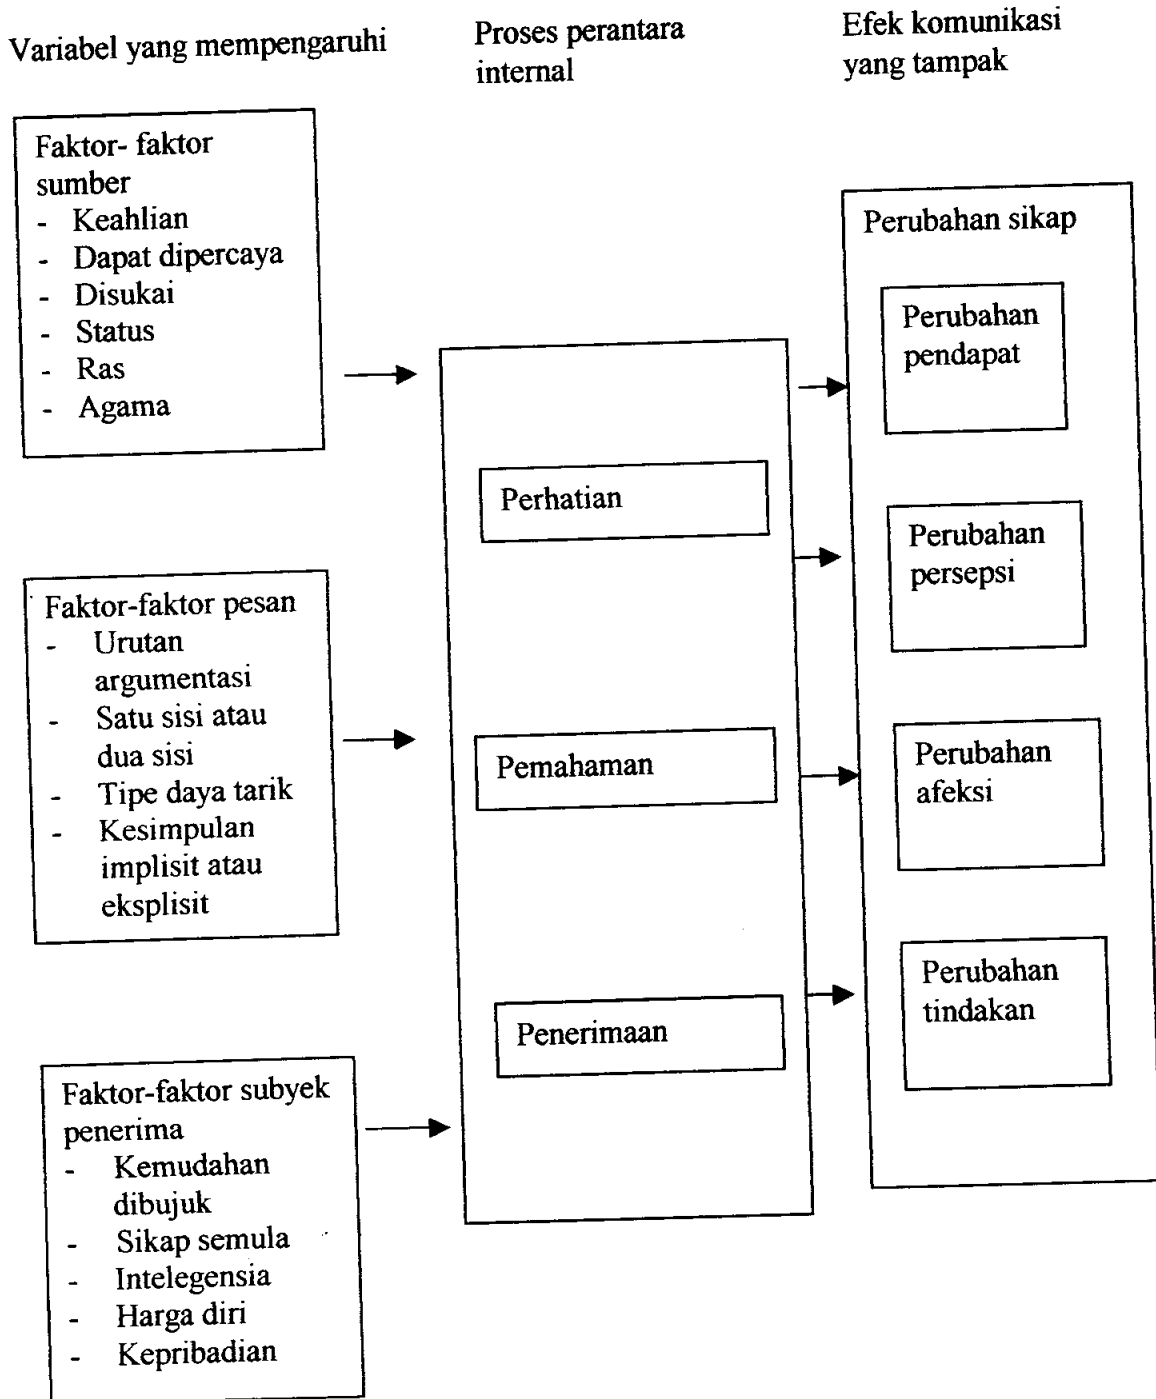 Variabel yang mempengaruhi
Proses perantara
internal
Efek komunikasi
yang tampak
Faktor- faktor
sumber
- Keahlian
- Dapat dipercaya
- Disukai
- Status
- Ras
- Agama
Faktor-faktor pesan
- Urutan
argumentasi
- Satu sisi atau
dua sisi
- Tipe daya tarik
- Kesimpulan
implisit atau
eksplisit
Faktor-faktor subyek
penerima
- Kemudahan
dibujuk
- Sikap semula
- Intelegensia
- Harga diri
- Kepribadian
Perhatian
Pemahaman
Penerimaan
Perubahan sikap
Perubahan
pendapat
Perubahan
persepsi
Perubahan
afeksi
Perubahan
tindakan